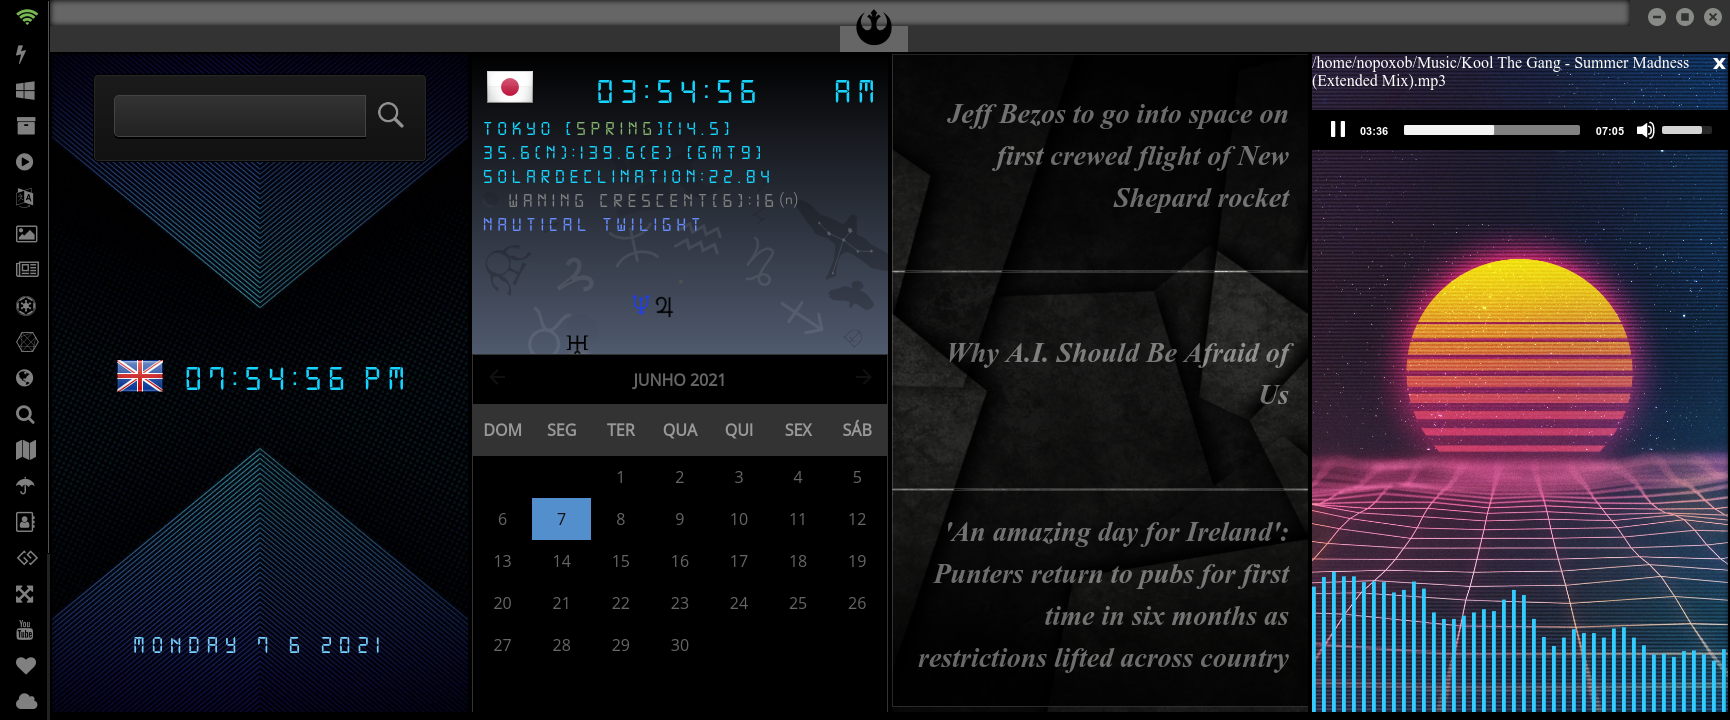 07:54:56 PM
MONDAY 7 6 2021
03:54:56 AM
TOKYO [SPRING][14.5]
35.6(N):139.6(E) [GMT9]
SOLARDECLINATION:22.84
WANING CRESCENT[6]:16(n)
NAUTICAL TWILIGHT
JUNHO 2021
DOM SEG TER QUA QUI SEX SÁB
1 2 3 4 5
6 7 8 9 10 11 12
13 14 15 16 17 18 19
20 21 22 23 24 25 26
27 28 29 30
Jeff Bezos to go into space on
first crewed flight of New
Shepard rocket
Why A.I. Should Be Afraid of
Us
'An amazing day for Ireland':
Punters return to pubs for first
time in six months as
restrictions lifted across country
/home/nopoxob/Music/Kool The Gang - Summer Madness
(Extended Mix).mp3
x
03:36 07:05
You
Tube